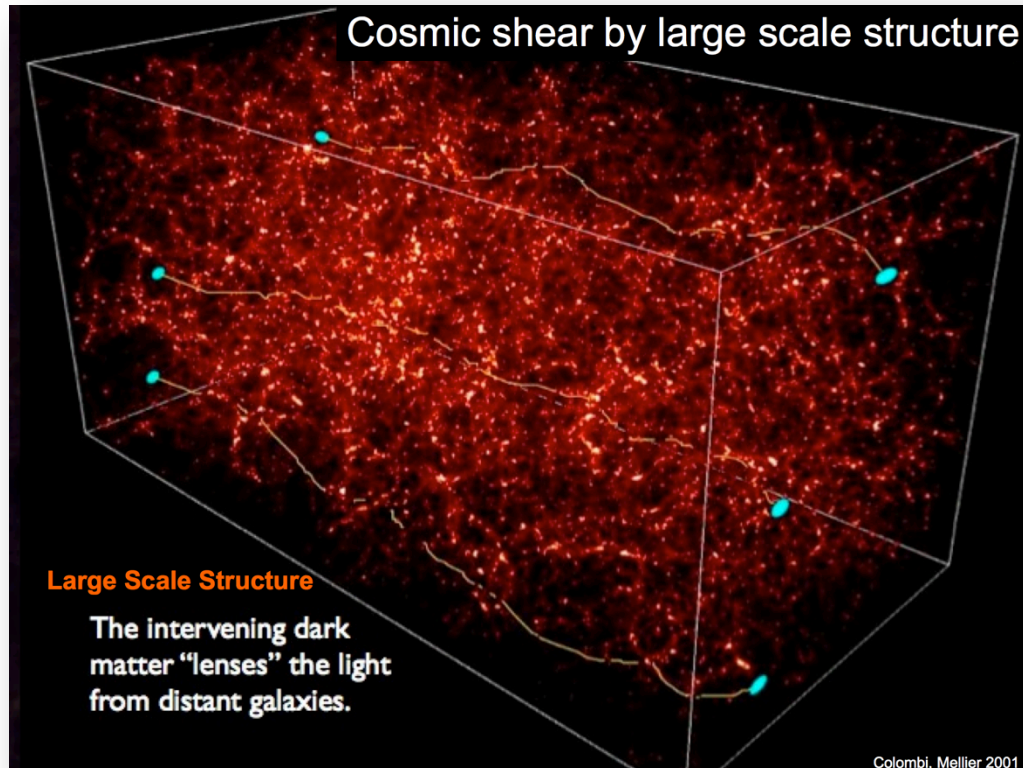 Cosmic shear by large scale structure
Large Scale Structure
The intervening dark
matter “lenses” the light
from distant galaxies.
Colombi, Mellier 2001